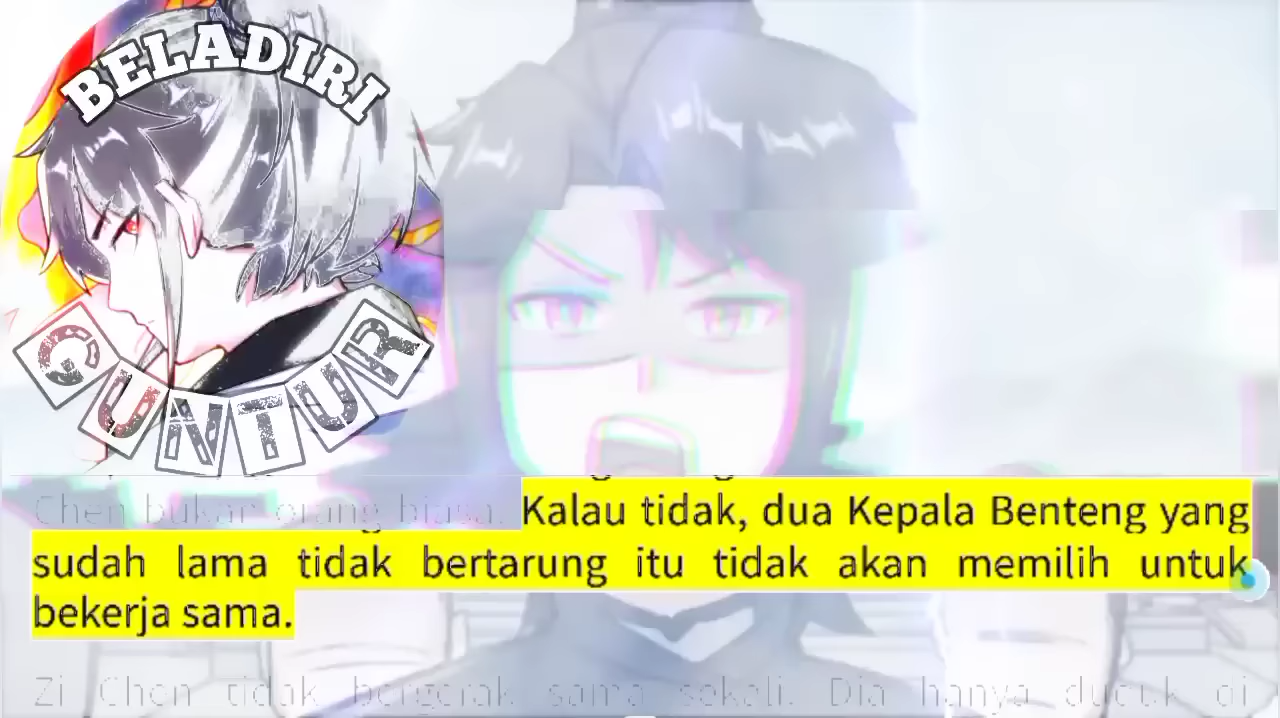 BELADIRI
GUNTUR
Chen bukan orang biasa. Kalau tidak, dua Kepala Benteng yang
sudah lama tidak bertarung itu tidak akan memilih untuk
bekerja sama.
Zi Chen tidak bergerak sama sekali. Dia hanya duduk di